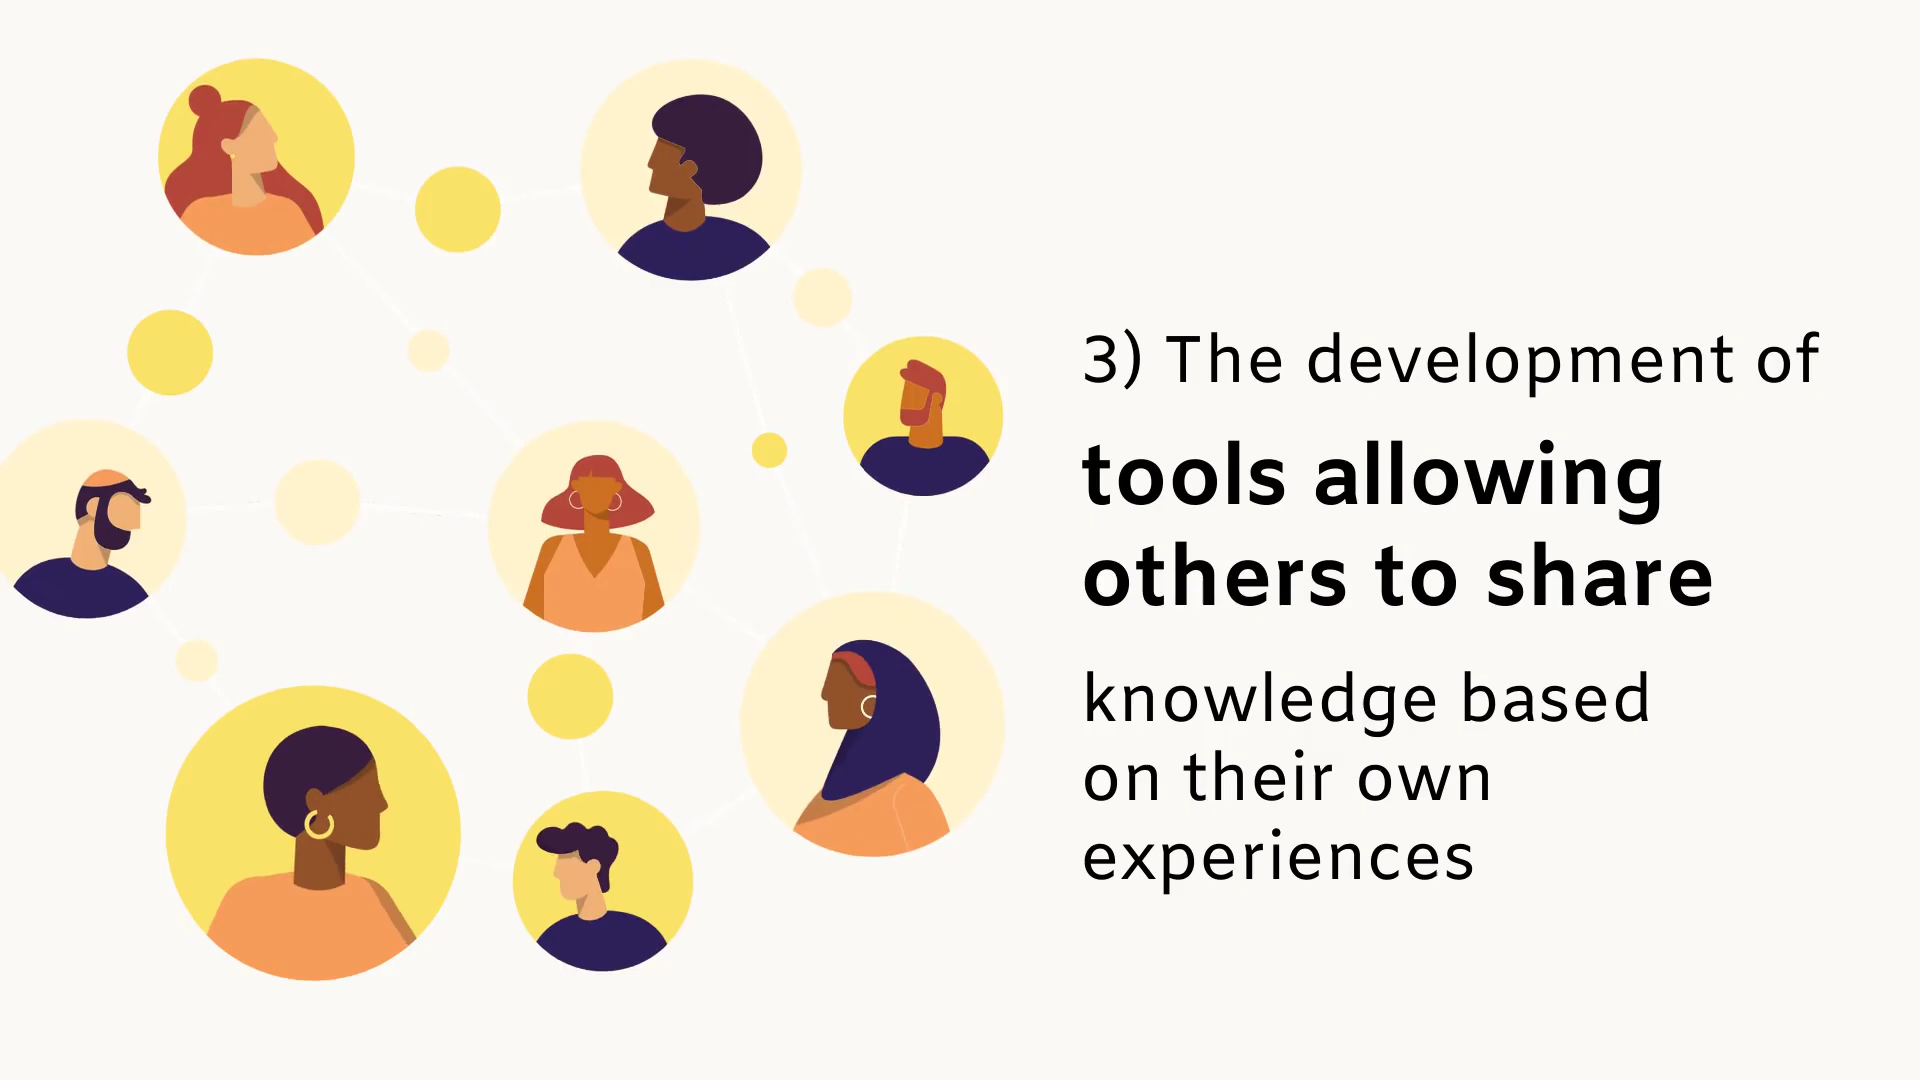 3) The development of
tools allowing
others to share
knowledge based
on their own
experiences